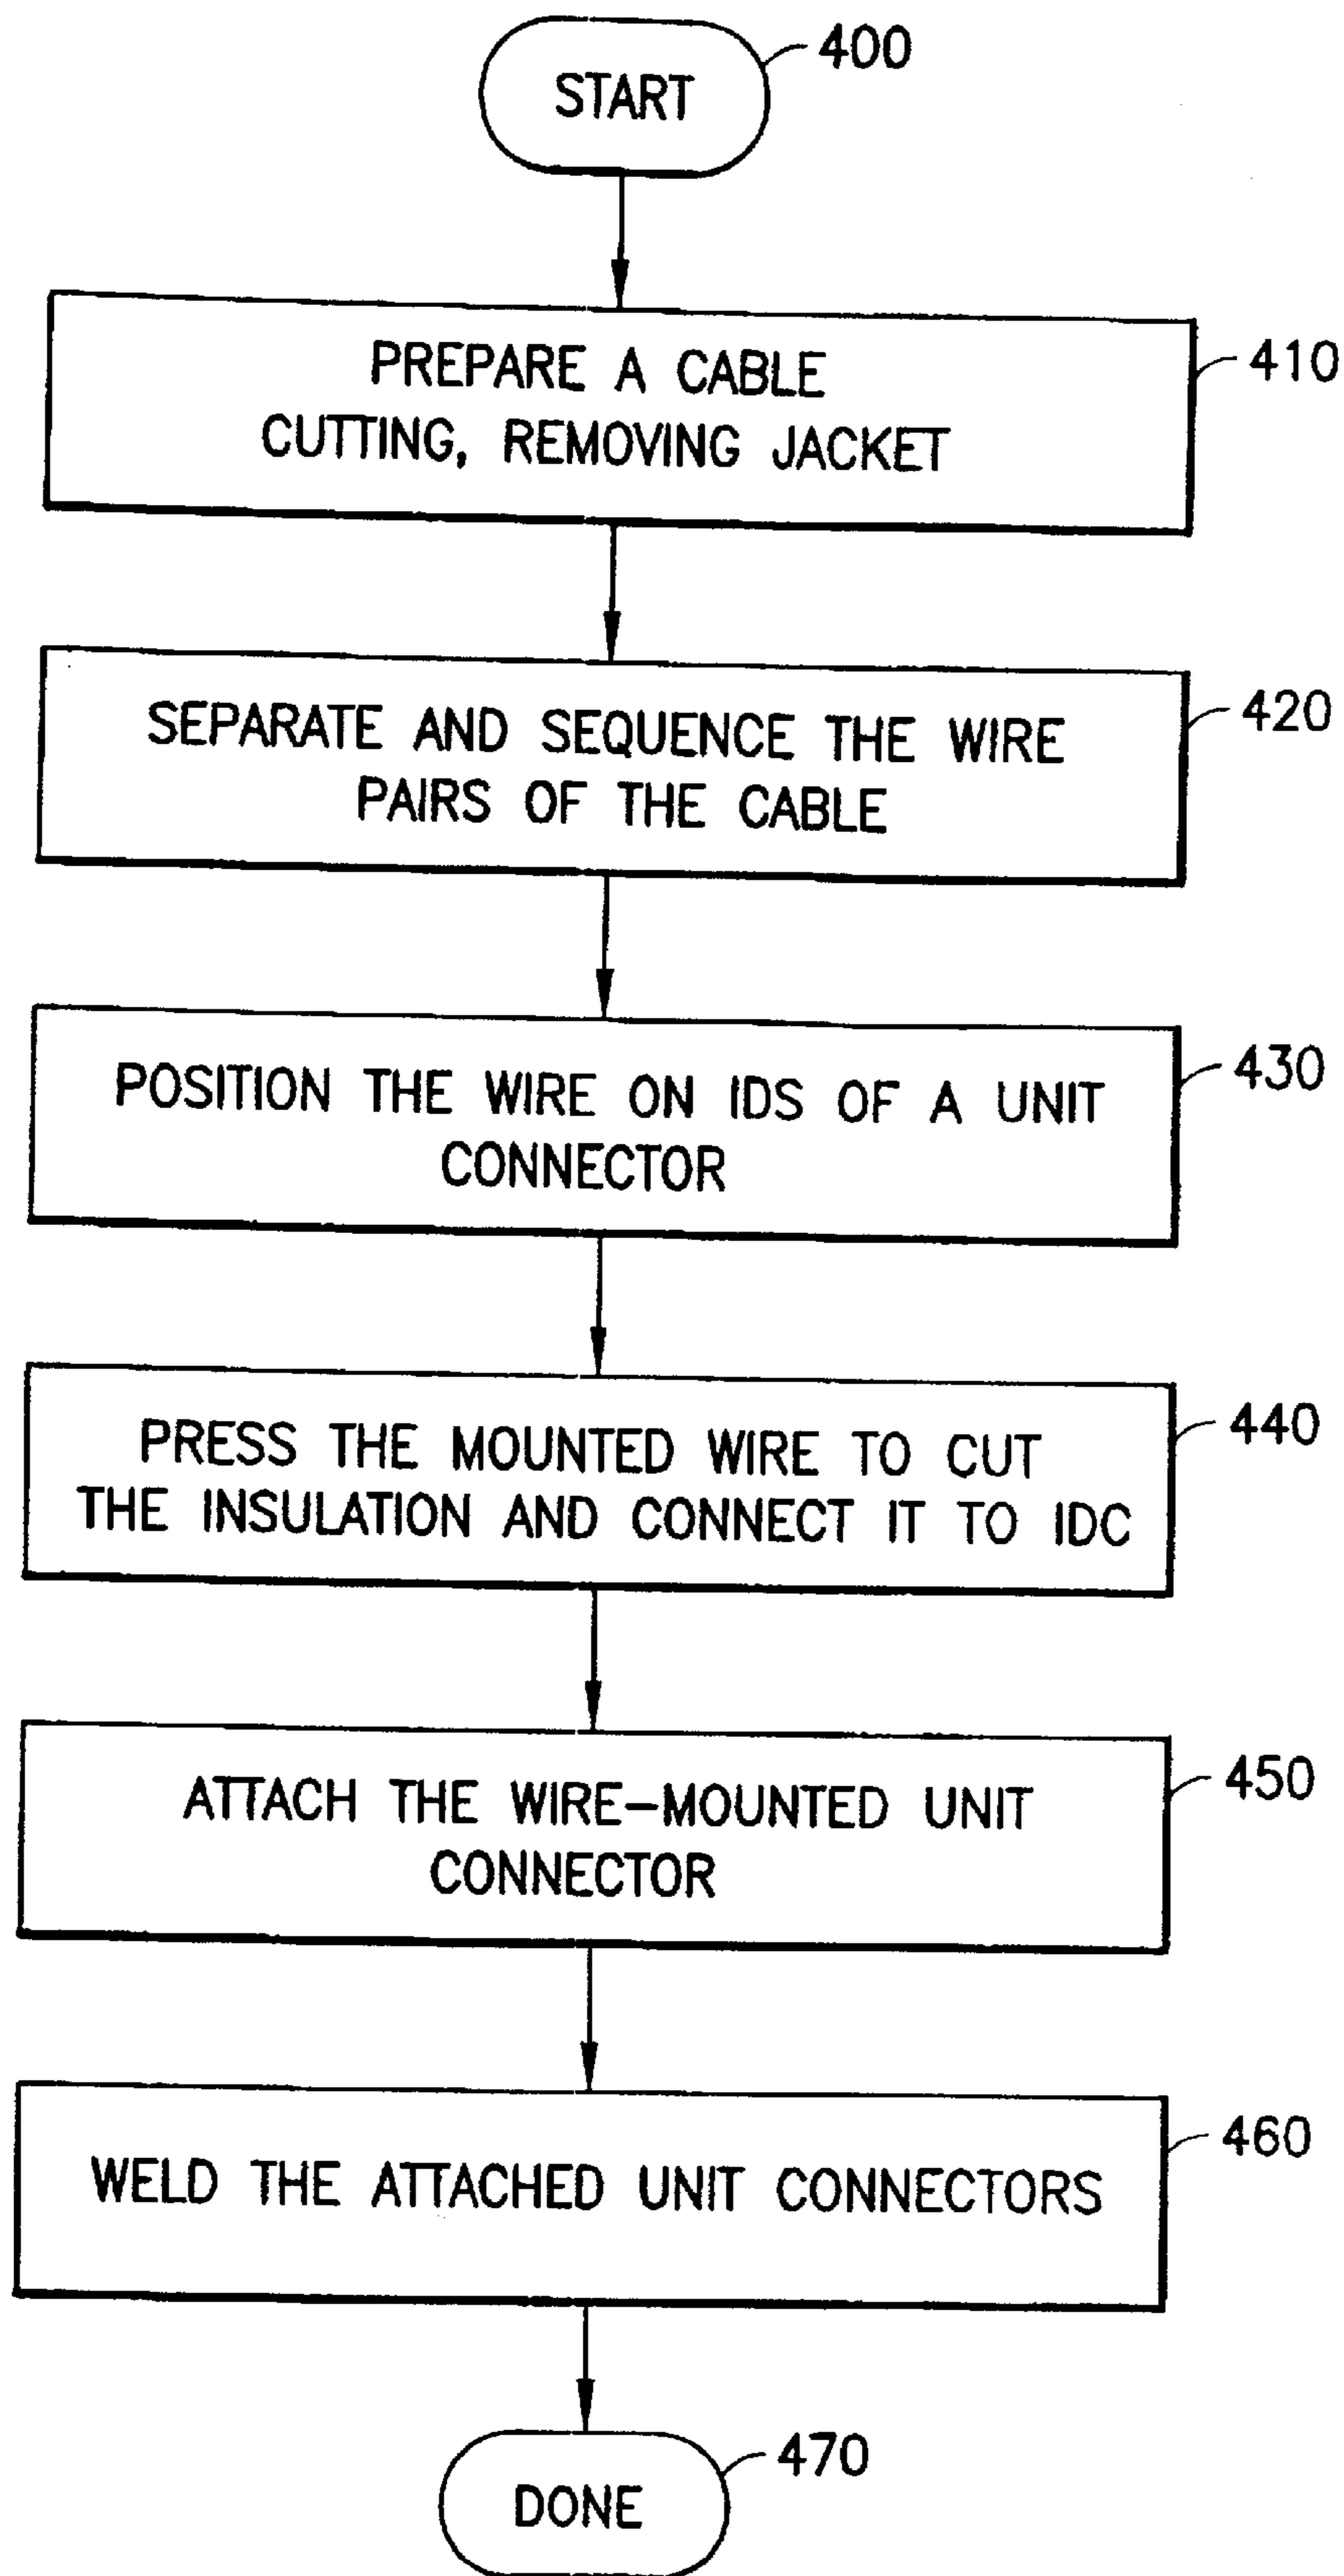 START
400
PREPARE A CABLE
CUTTING, REMOVING JACKET
410
SEPARATE AND SEQUENCE THE WIRE
PAIRS OF THE CABLE
420
POSITION THE WIRE ON IDS OF A UNIT
CONNECTOR
430
PRESS THE MOUNTED WIRE TO CUT
THE INSULATION AND CONNECT IT TO IDC
440
ATTACH THE WIRE-MOUNTED UNIT
CONNECTOR
450
WELD THE ATTACHED UNIT CONNECTORS
460
DONE
470